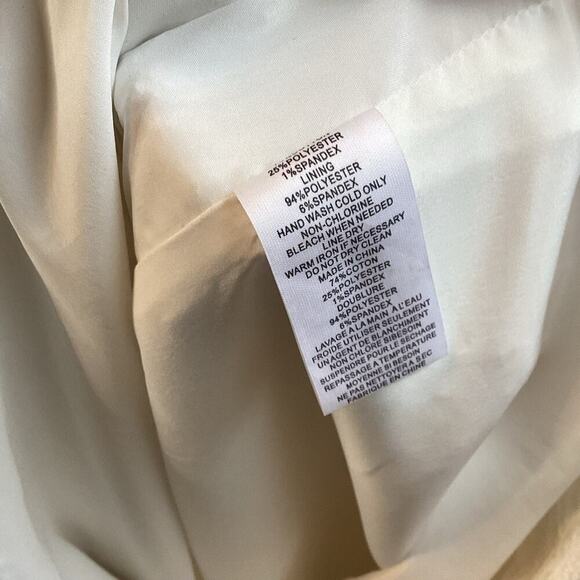 25%POLYESTER
1%SPANDEX
LINING
94%POLYESTER
6%SPANDEX
HAND WASH COLD ONLY
NON-CHLORINE
BLEACH WHEN NEEDED
LINE DRY
WARM IRON IF NECESSARY
DO NOT DRY CLEAN
MADE IN CHINA
74%COTON
25%POLYESTER
1%SPANDEX
DOUBLURE
94%POLYESTER
6%SPANDEX
LAVAGE A LA MAIN A L'EAU
FROIDE UTILISER SEULEMENT
UN AGENT DE BLANCHIMENT
NON CHLORE SIBESOIN
SUSPENDRE POUR LE SECHAGE
REPASSAGE A TEMPERATURE
MOYENNE SI BESOIN
NE PAS NETTOYER A SEC
FABRIQUE EN CHINE